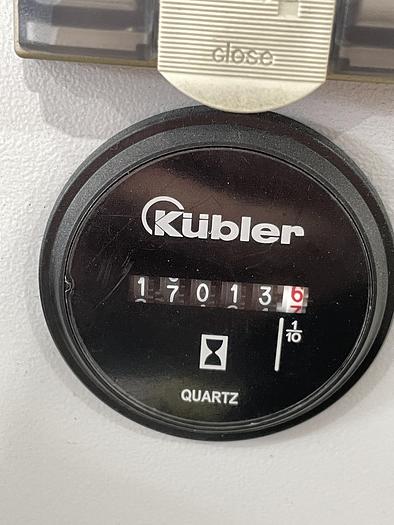 close
Kübler
170136
1/10
QUARTZ